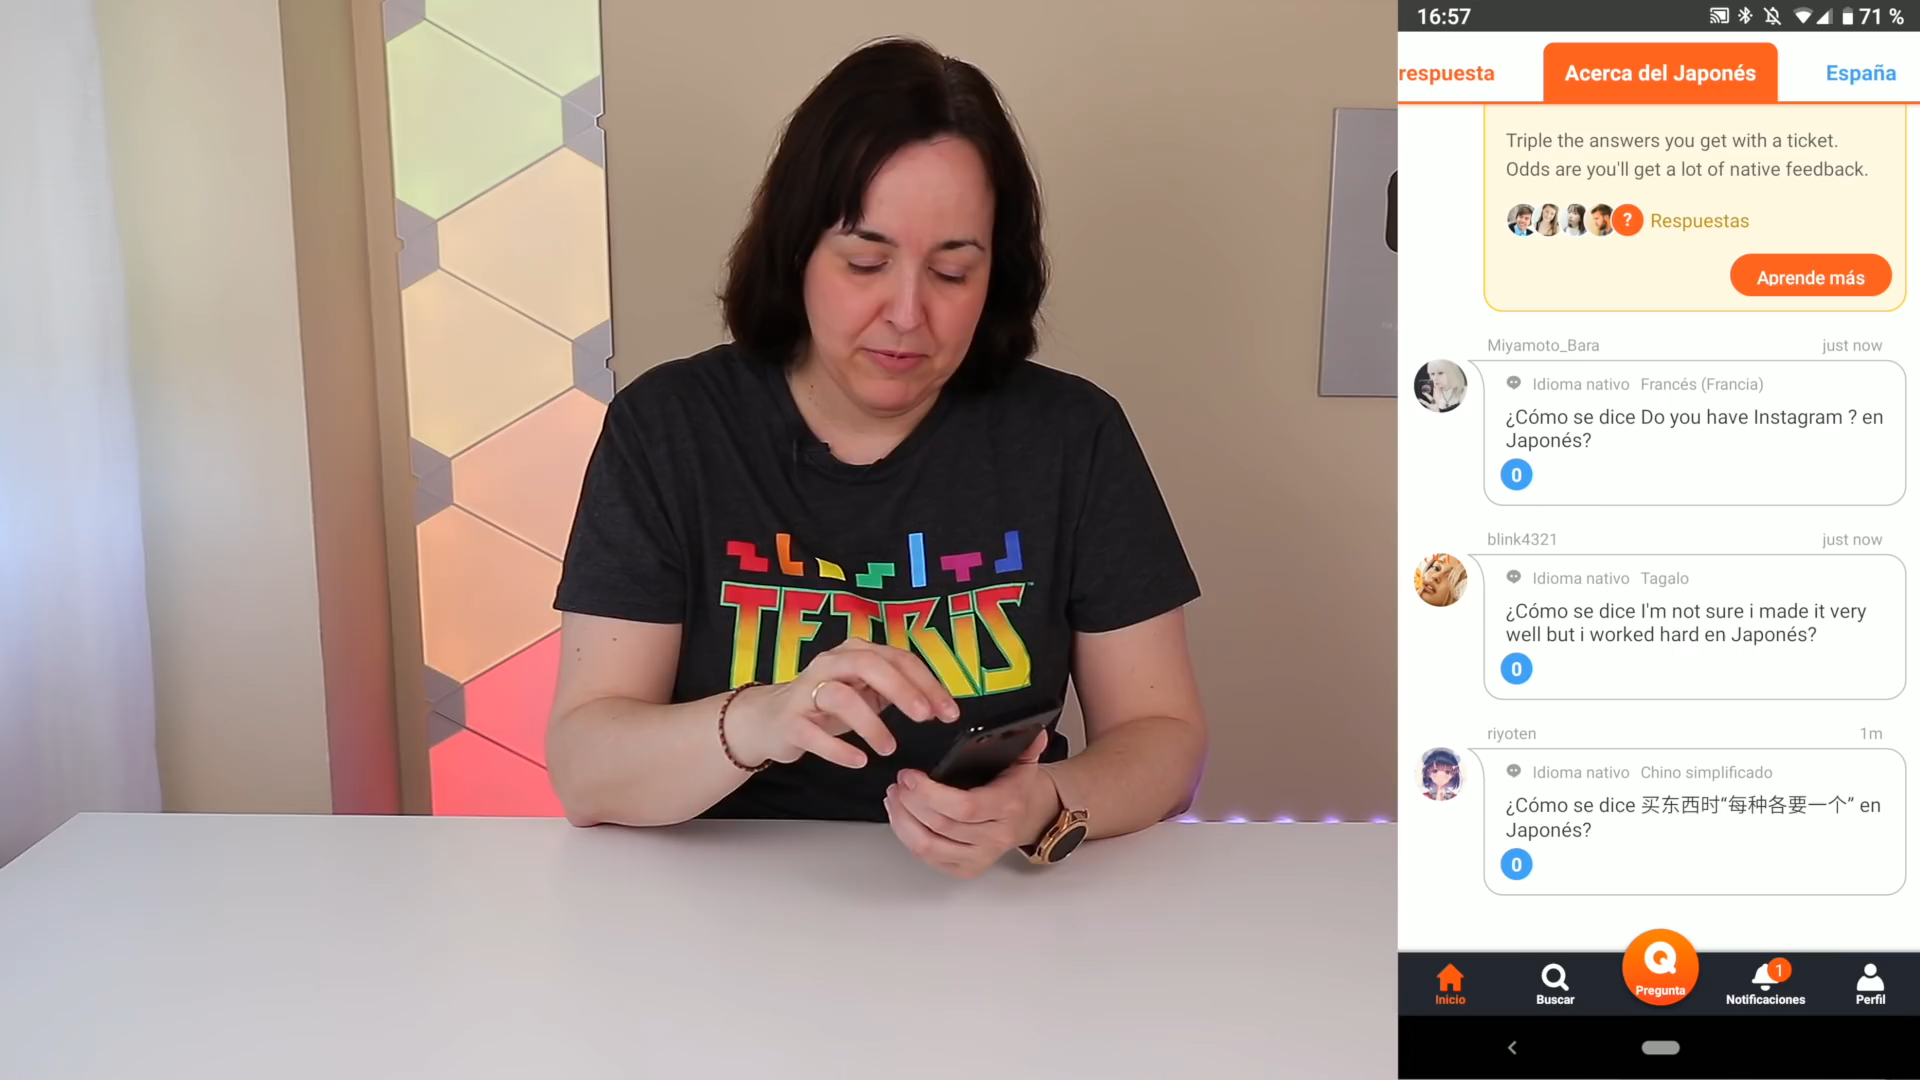 TETRIS
16:57
71 %
respuesta
Acerca del Japonés
España
Triple the answers you get with a ticket.
Odds are you'll get a lot of native feedback.
? Respuestas
Aprende más
Miyamoto_Bara just now
Idioma nativo Francés (Francia)
¿Cómo se dice Do you have Instagram ? en
Japonés?
0
blink4321 just now
Idioma nativo Tagalo
¿Cómo se dice I'm not sure i made it very
well but i worked hard en Japonés?
0
riyoten 1m
Idioma nativo Chino simplificado
¿Cómo se dice 买东西时“每种各要一个” en
Japonés?
0
Inicio
Buscar
Q
Pregunta
1
Notificaciones
Perfil